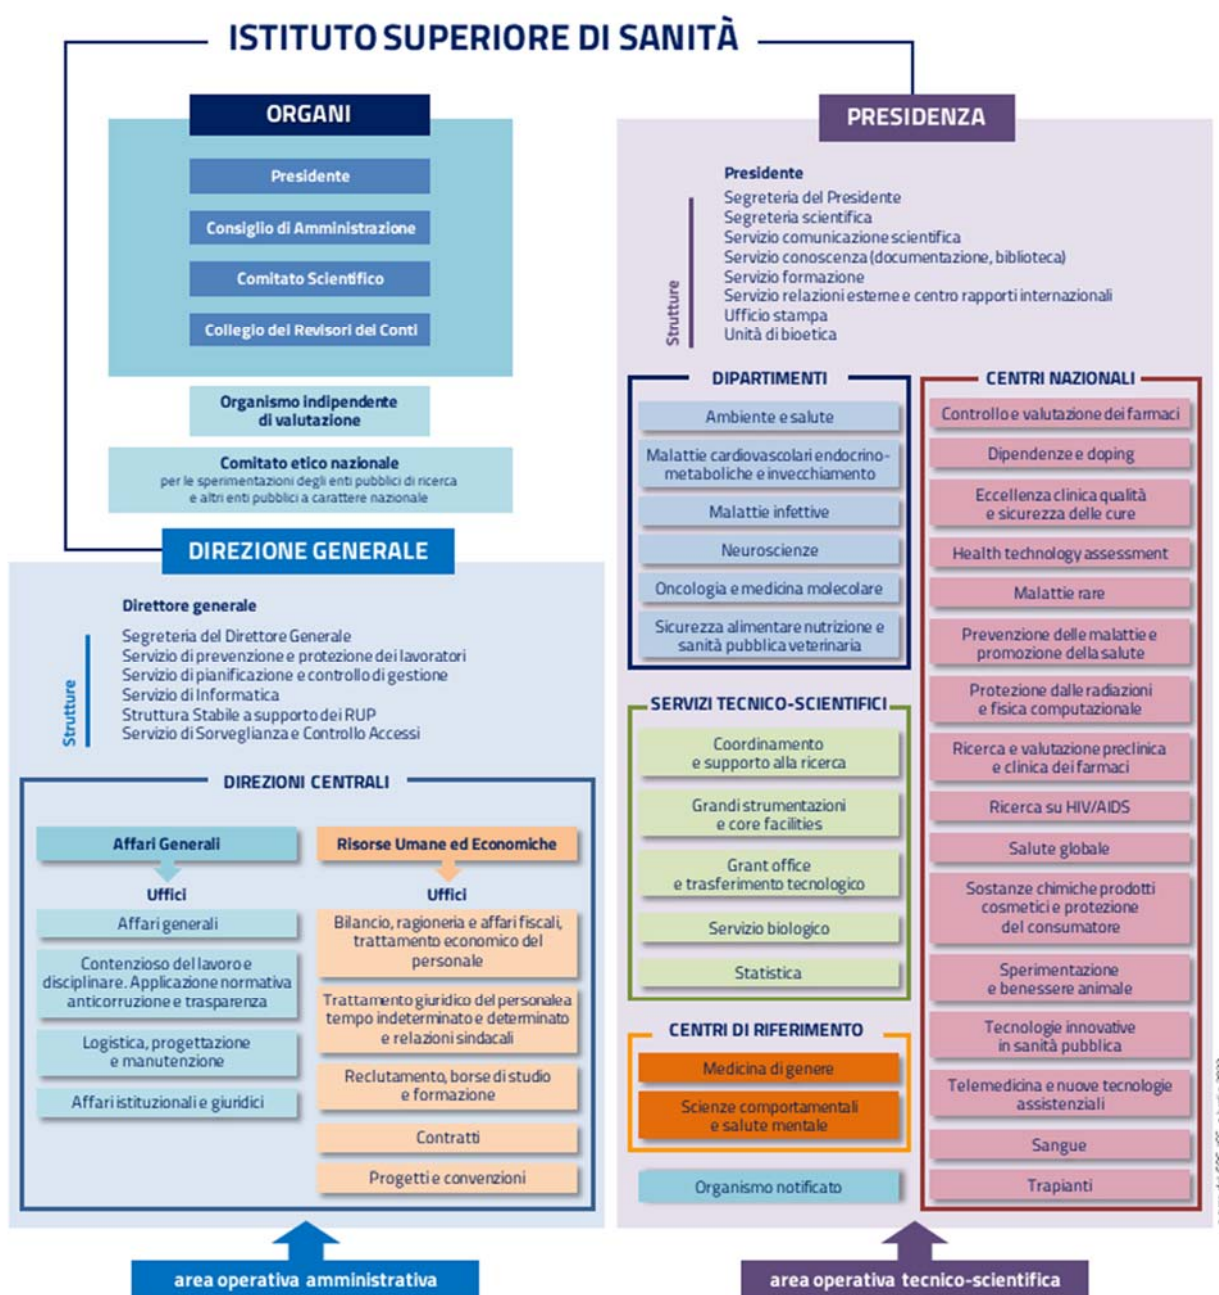 ISTITUTO SUPERIORE DI SANITÀ
ORGANI
Presidente
Consiglio di Amministrazione
Comitato Scientifico
Collegio dei Revisori dei Conti
Organismo indipendente
di valutazione
Comitato etico nazionale
per le sperimentazioni degli enti pubblici di ricerca
e altri enti pubblici a carattere nazionale
DIREZIONE GENERALE
Direttore generale
Strutture
Segreteria del Direttore Generale
Servizio di prevenzione e protezione dei lavoratori
Servizio di pianificazione e controllo di gestione
Servizio di Informatica
Struttura Stabile a supporto dei RUP
Servizio di Sorveglianza e Controllo Accessi
DIREZIONI CENTRALI
Affari Generali
Uffici
Affari generali
Contenzioso del lavoro e
disciplinare. Applicazione normativa
anticorruzione e trasparenza
Logistica, progettazione
e manutenzione
Affari istituzionali e giuridici
Risorse Umane ed Economiche
Uffici
Bilancio, ragioneria e affari fiscali,
trattamento economico del
personale
Trattamento giuridico del personale a
tempo indeterminato e determinato
e relazioni sindacali
Reclutamento, borse di studio
e formazione
Contratti
Progetti e convenzioni
area operativa amministrativa
PRESIDENZA
Presidente
Strutture
Segreteria del Presidente
Segreteria scientifica
Servizio comunicazione scientifica
Servizio conoscenza (documentazione, biblioteca)
Servizio formazione
Servizio relazioni esterne e centro rapporti internazionali
Ufficio stampa
Unità di bioetica
DIPARTIMENTI
Ambiente e salute
Malattie cardiovascolari endocrino-
metaboliche e invecchiamento
Malattie infettive
Neuroscienze
Oncologia e medicina molecolare
Sicurezza alimentare nutrizione e
sanità pubblica veterinaria
SERVIZI TECNICO-SCIENTIFICI
Coordinamento
e supporto alla ricerca
Grandi strumentazioni
e core facilities
Grant office
e trasferimento tecnologico
Servizio biologico
Statistica
CENTRI DI RIFERIMENTO
Medicina di genere
Scienze comportamentali
e salute mentale
Organismo notificato
CENTRI NAZIONALI
Controllo e valutazione dei farmaci
Dipendenze e doping
Eccellenza clinica qualità
e sicurezza delle cure
Health technology assessment
Malattie rare
Prevenzione delle malattie e
promozione della salute
Protezione dalle radiazioni
e fisica computazionale
Ricerca e valutazione preclinica
e clinica dei farmaci
Ricerca su HIV/AIDS
Salute globale
Sostanze chimiche prodotti
cosmetici e protezione
del consumatore
Sperimentazione
e benessere animale
Tecnologie innovative
in sanità pubblica
Telemedicina e nuove tecnologie
assistenziali
Sangue
Trapianti
area operativa tecnico-scientifica